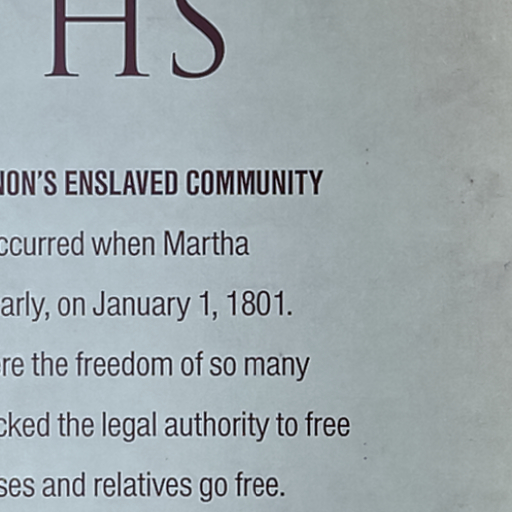 HS
NON'S ENSLAVED COMMUNITY
ccurred when Martha
arly, on January 1, 1801.
re the freedom of so many
cked the legal authority to free
ses and relatives go free.